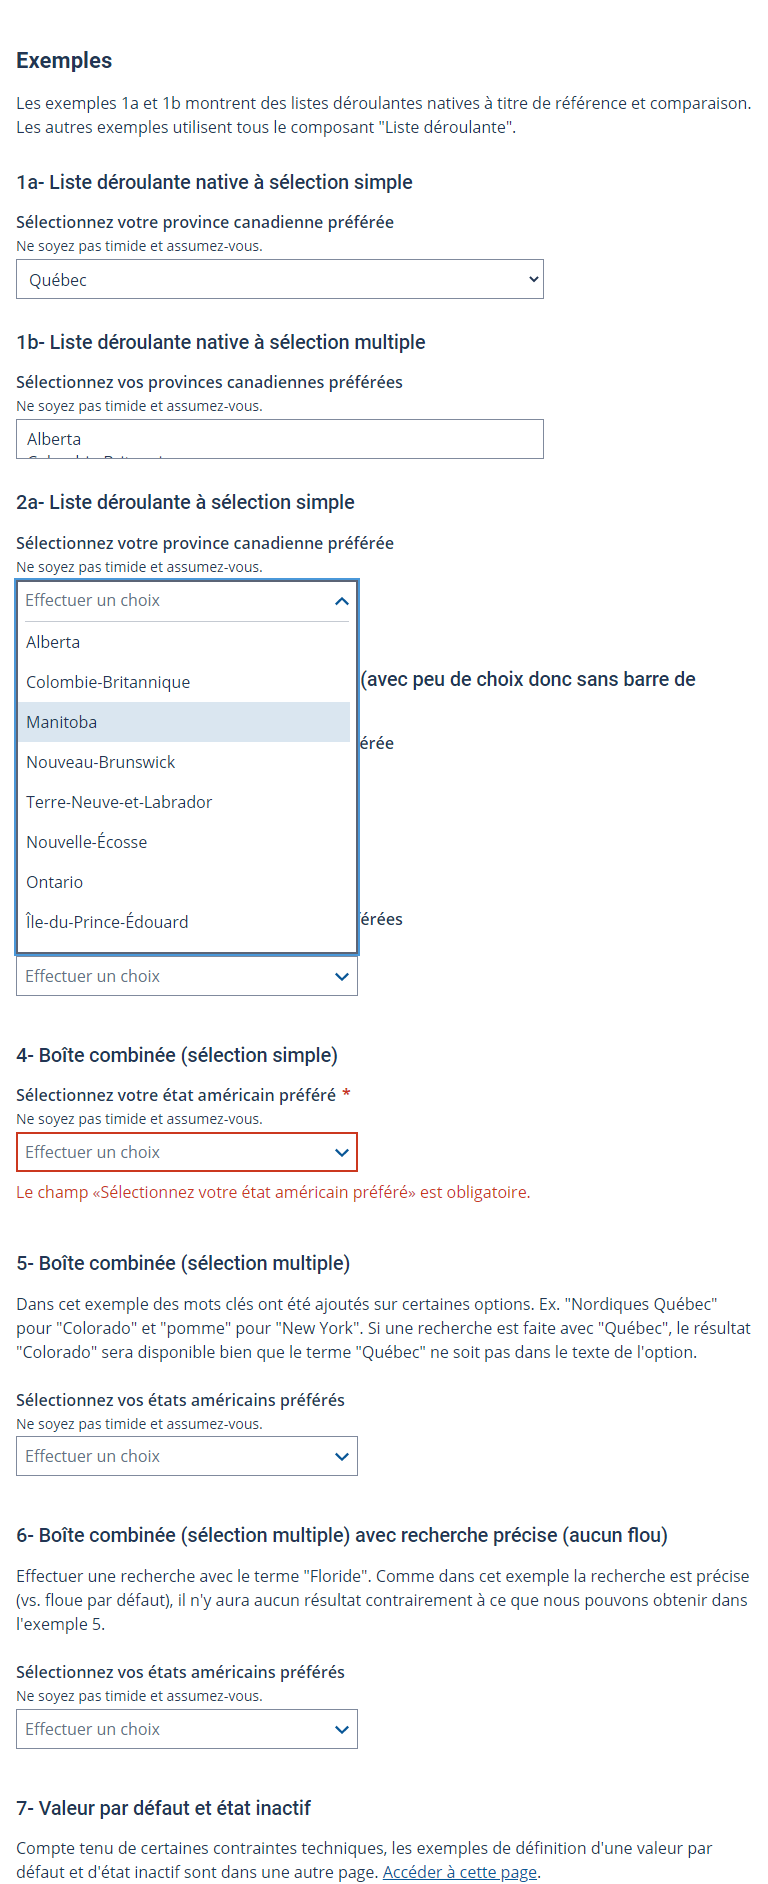 Exemples
Les exemples 1a et 1b montrent des listes déroulantes natives à titre de référence et comparaison.
Les autres exemples utilisent tous le composant "Liste déroulante".
1a- Liste déroulante native à sélection simple
Sélectionnez votre province canadienne préférée
Ne soyez pas timide et assumez-vous.
Québec
1b- Liste déroulante native à sélection multiple
Sélectionnez vos provinces canadiennes préférées
Ne soyez pas timide et assumez-vous.
Alberta
2a- Liste déroulante à sélection simple
Sélectionnez votre province canadienne préférée
Ne soyez pas timide et assumez-vous.
Effectuer un choix
Alberta
Colombie-Britannique
(avec peu de choix donc sans barre de
Manitoba
érée
Nouveau-Brunswick
Terre-Neuve-et-Labrador
Nouvelle-Écosse
Ontario
Île-du-Prince-Édouard
érées
Effectuer un choix
4- Boîte combinée (sélection simple)
Sélectionnez votre état américain préféré *
Ne soyez pas timide et assumez-vous.
Effectuer un choix
Le champ «Sélectionnez votre état américain préféré» est obligatoire.
5- Boîte combinée (sélection multiple)
Dans cet exemple des mots clés ont été ajoutés sur certaines options. Ex. "Nordiques Québec"
pour "Colorado" et "pomme" pour "New York". Si une recherche est faite avec "Québec", le résultat
"Colorado" sera disponible bien que le terme "Québec" ne soit pas dans le texte de l'option.
Sélectionnez vos états américains préférés
Ne soyez pas timide et assumez-vous.
Effectuer un choix
6- Boîte combinée (sélection multiple) avec recherche précise (aucun flou)
Effectuer une recherche avec le terme "Floride". Comme dans cet exemple la recherche est précise
(vs. floue par défaut), il n'y aura aucun résultat contrairement à ce que nous pouvons obtenir dans
l'exemple 5.
Sélectionnez vos états américains préférés
Ne soyez pas timide et assumez-vous.
Effectuer un choix
7- Valeur par défaut et état inactif
Compte tenu de certaines contraintes techniques, les exemples de définition d'une valeur par
défaut et d'état inactif sont dans une autre page. Accéder à cette page.